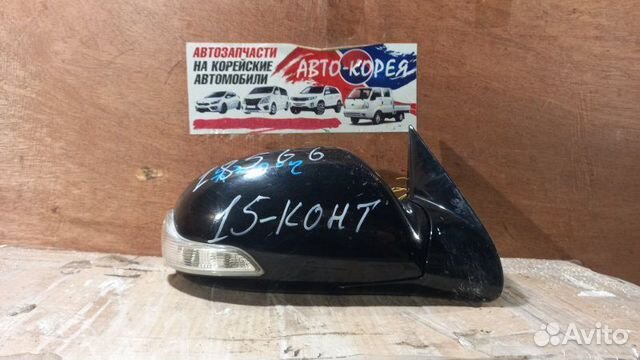 АВТОЗАПЧАСТИ
НА КОРЕЙСКИЕ
АВТОМОБИЛИ
АВТО-КОРЕЯ
15-КОНТ
Avito